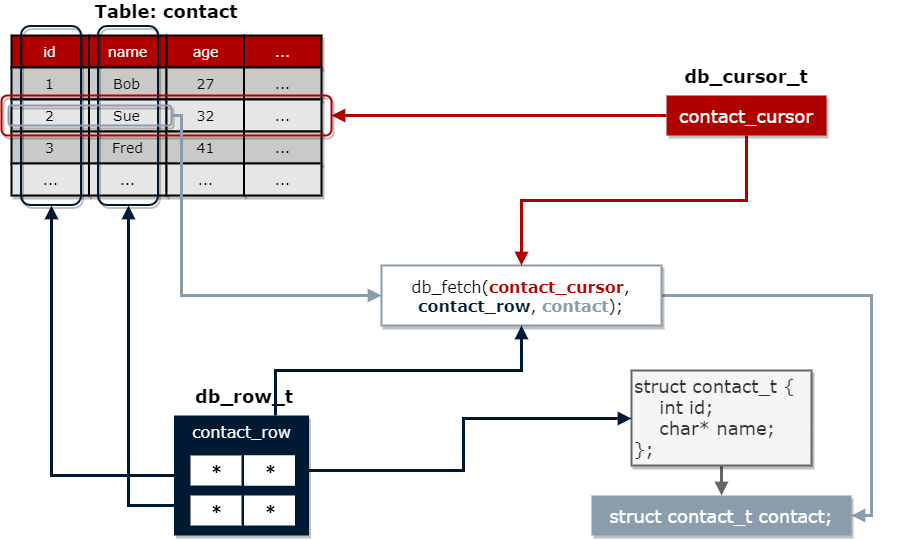 Table: contact
id name age ...
1 Bob 27 ...
2 Sue 32 ...
3 Fred 41 ...
... ... ... ...
db_cursor_t
contact_cursor
db_fetch(contact_cursor,
contact_row, contact);
db_row_t
contact_row
* *
* *
struct contact_t {
int id;
char* name;
};
struct contact_t contact;